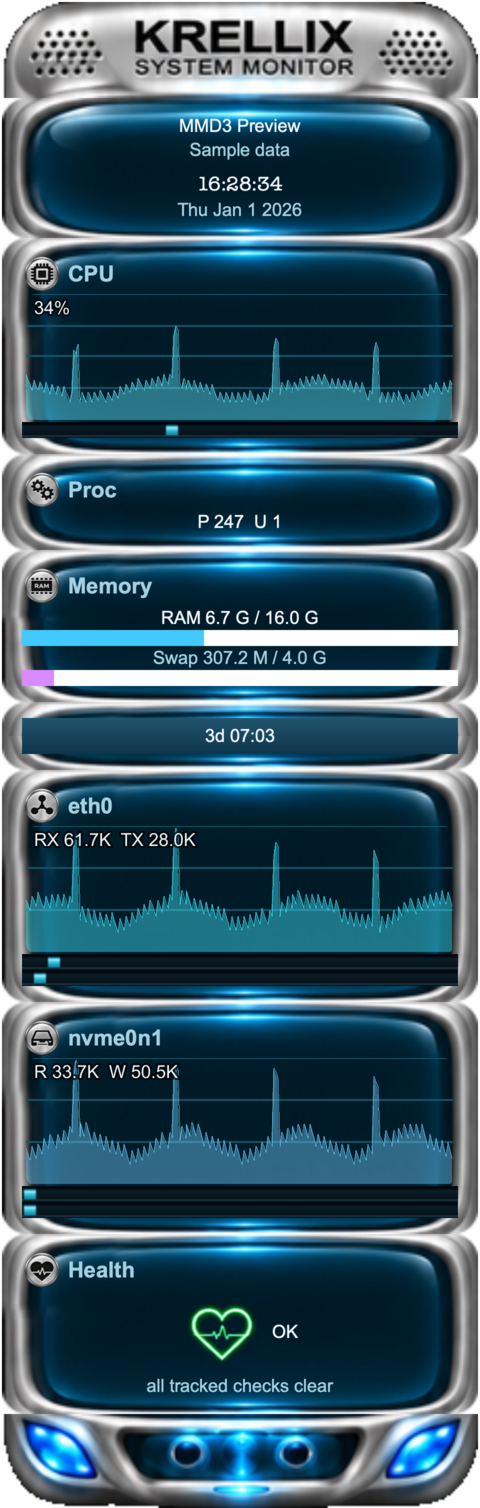 KRELLIX
SYSTEM MONITOR
MMD3 Preview
Sample data
16:28:34
Thu Jan 1 2026
CPU
34%
Proc
P 247 U 1
RAM
Memory
RAM 6.7 G / 16.0 G
Swap 307.2 M / 4.0 G
3d 07:03
eth0
RX 61.7K TX 28.0K
nvme0n1
R 33.7K W 50.5K
Health
OK
all tracked checks clear